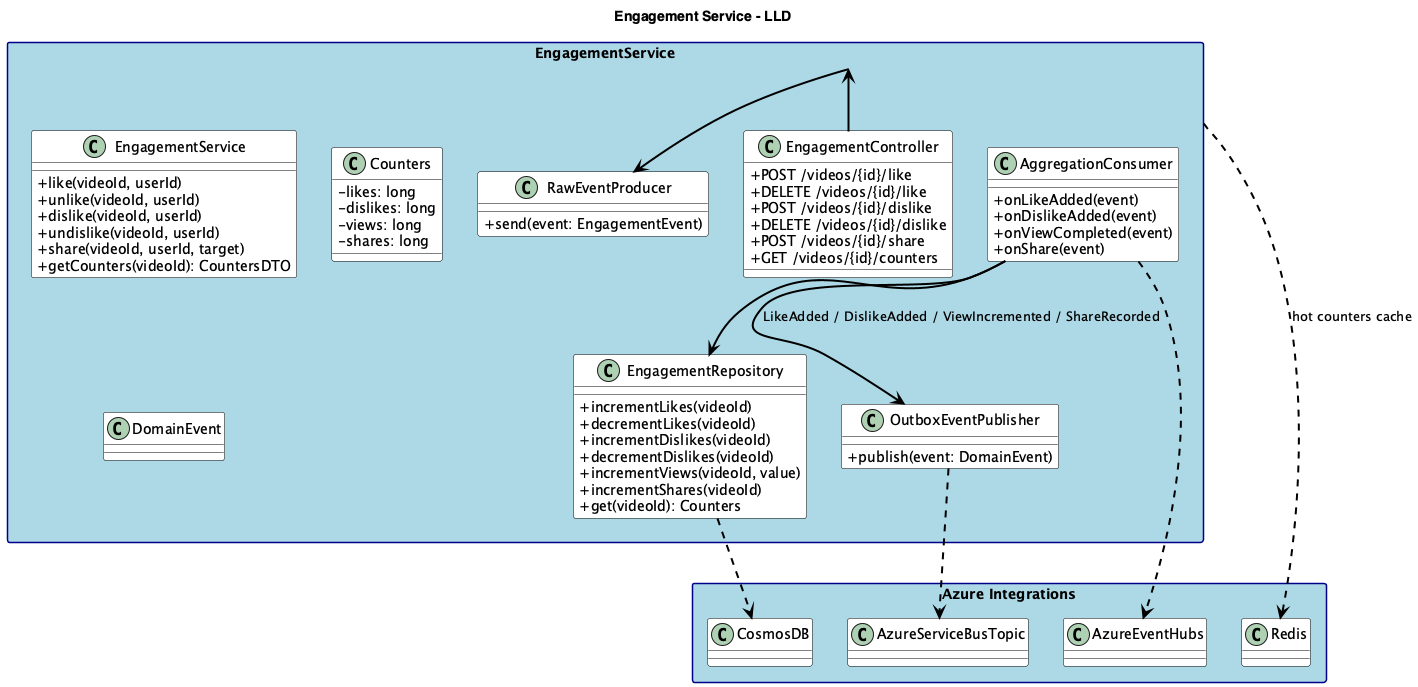 Engagement Service - LLD
EngagementService
C EngagementService
+like(videoId, userId)
+unlike(videoId, userId)
+dislike(videoId, userId)
+undislike(videoId, userId)
+share(videoId, userId, target)
+getCounters(videoId): CountersDTO
C Counters
-likes: long
-dislikes: long
-views: long
-shares: long
C RawEventProducer
+send(event: EngagementEvent)
C EngagementController
+POST /videos/{id}/like
+DELETE /videos/{id}/like
+POST /videos/{id}/dislike
+DELETE /videos/{id}/dislike
+POST /videos/{id}/share
+GET /videos/{id}/counters
C AggregationConsumer
+onLikeAdded(event)
+onDislikeAdded(event)
+onViewCompleted(event)
+onShare(event)
LikeAdded / DislikeAdded / ViewIncremented / ShareRecorded
hot counters cache
C DomainEvent
C EngagementRepository
+incrementLikes(videoId)
+decrementLikes(videoId)
+incrementDislikes(videoId)
+decrementDislikes(videoId)
+incrementViews(videoId, value)
+incrementShares(videoId)
+get(videoId): Counters
C OutboxEventPublisher
+publish(event: DomainEvent)
Azure Integrations
C CosmosDB
C AzureServiceBusTopic
C AzureEventHubs
C Redis